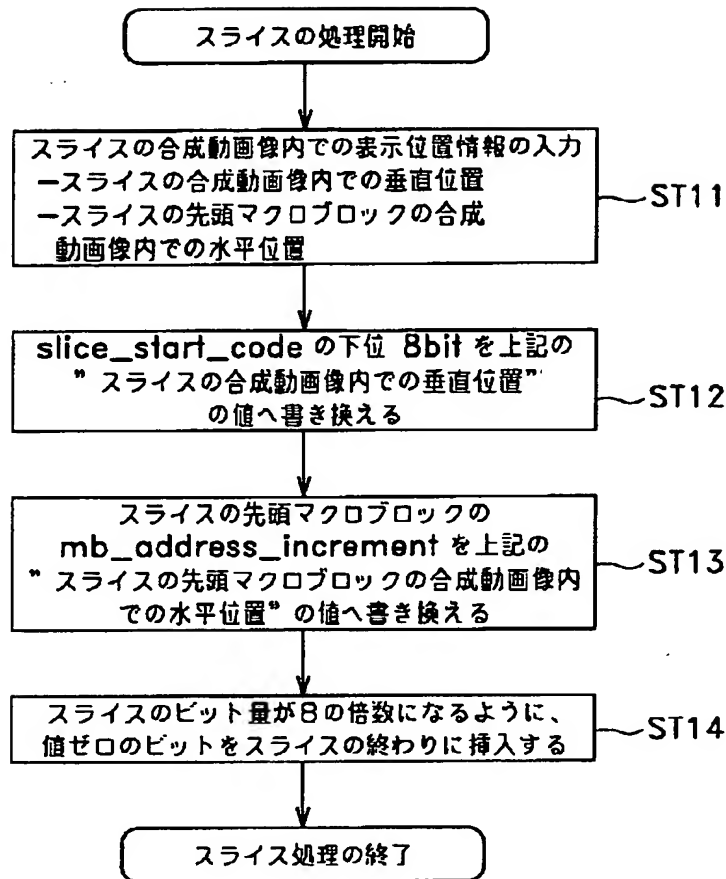 スライスの処理開始
スライスの合成動画像内での表示位置情報の入力
ースライスの合成動画像内での垂直位置
ースライスの先頭マクロブロックの合成
動画像内での水平位置
ST11
slice_start_code の下位 8bit を上記の
" スライスの合成動画像内での垂直位置"
の値へ書き換える
ST12
スライスの先頭マクロブロックの
mb_address_increment を上記の
" スライスの先頭マクロブロックの合成動画像内
での水平位置" の値へ書き換える
ST13
スライスのビット量が8の倍数になるように、
値ゼロのビットをスライスの終わりに挿入する
ST14
スライス処理の終了